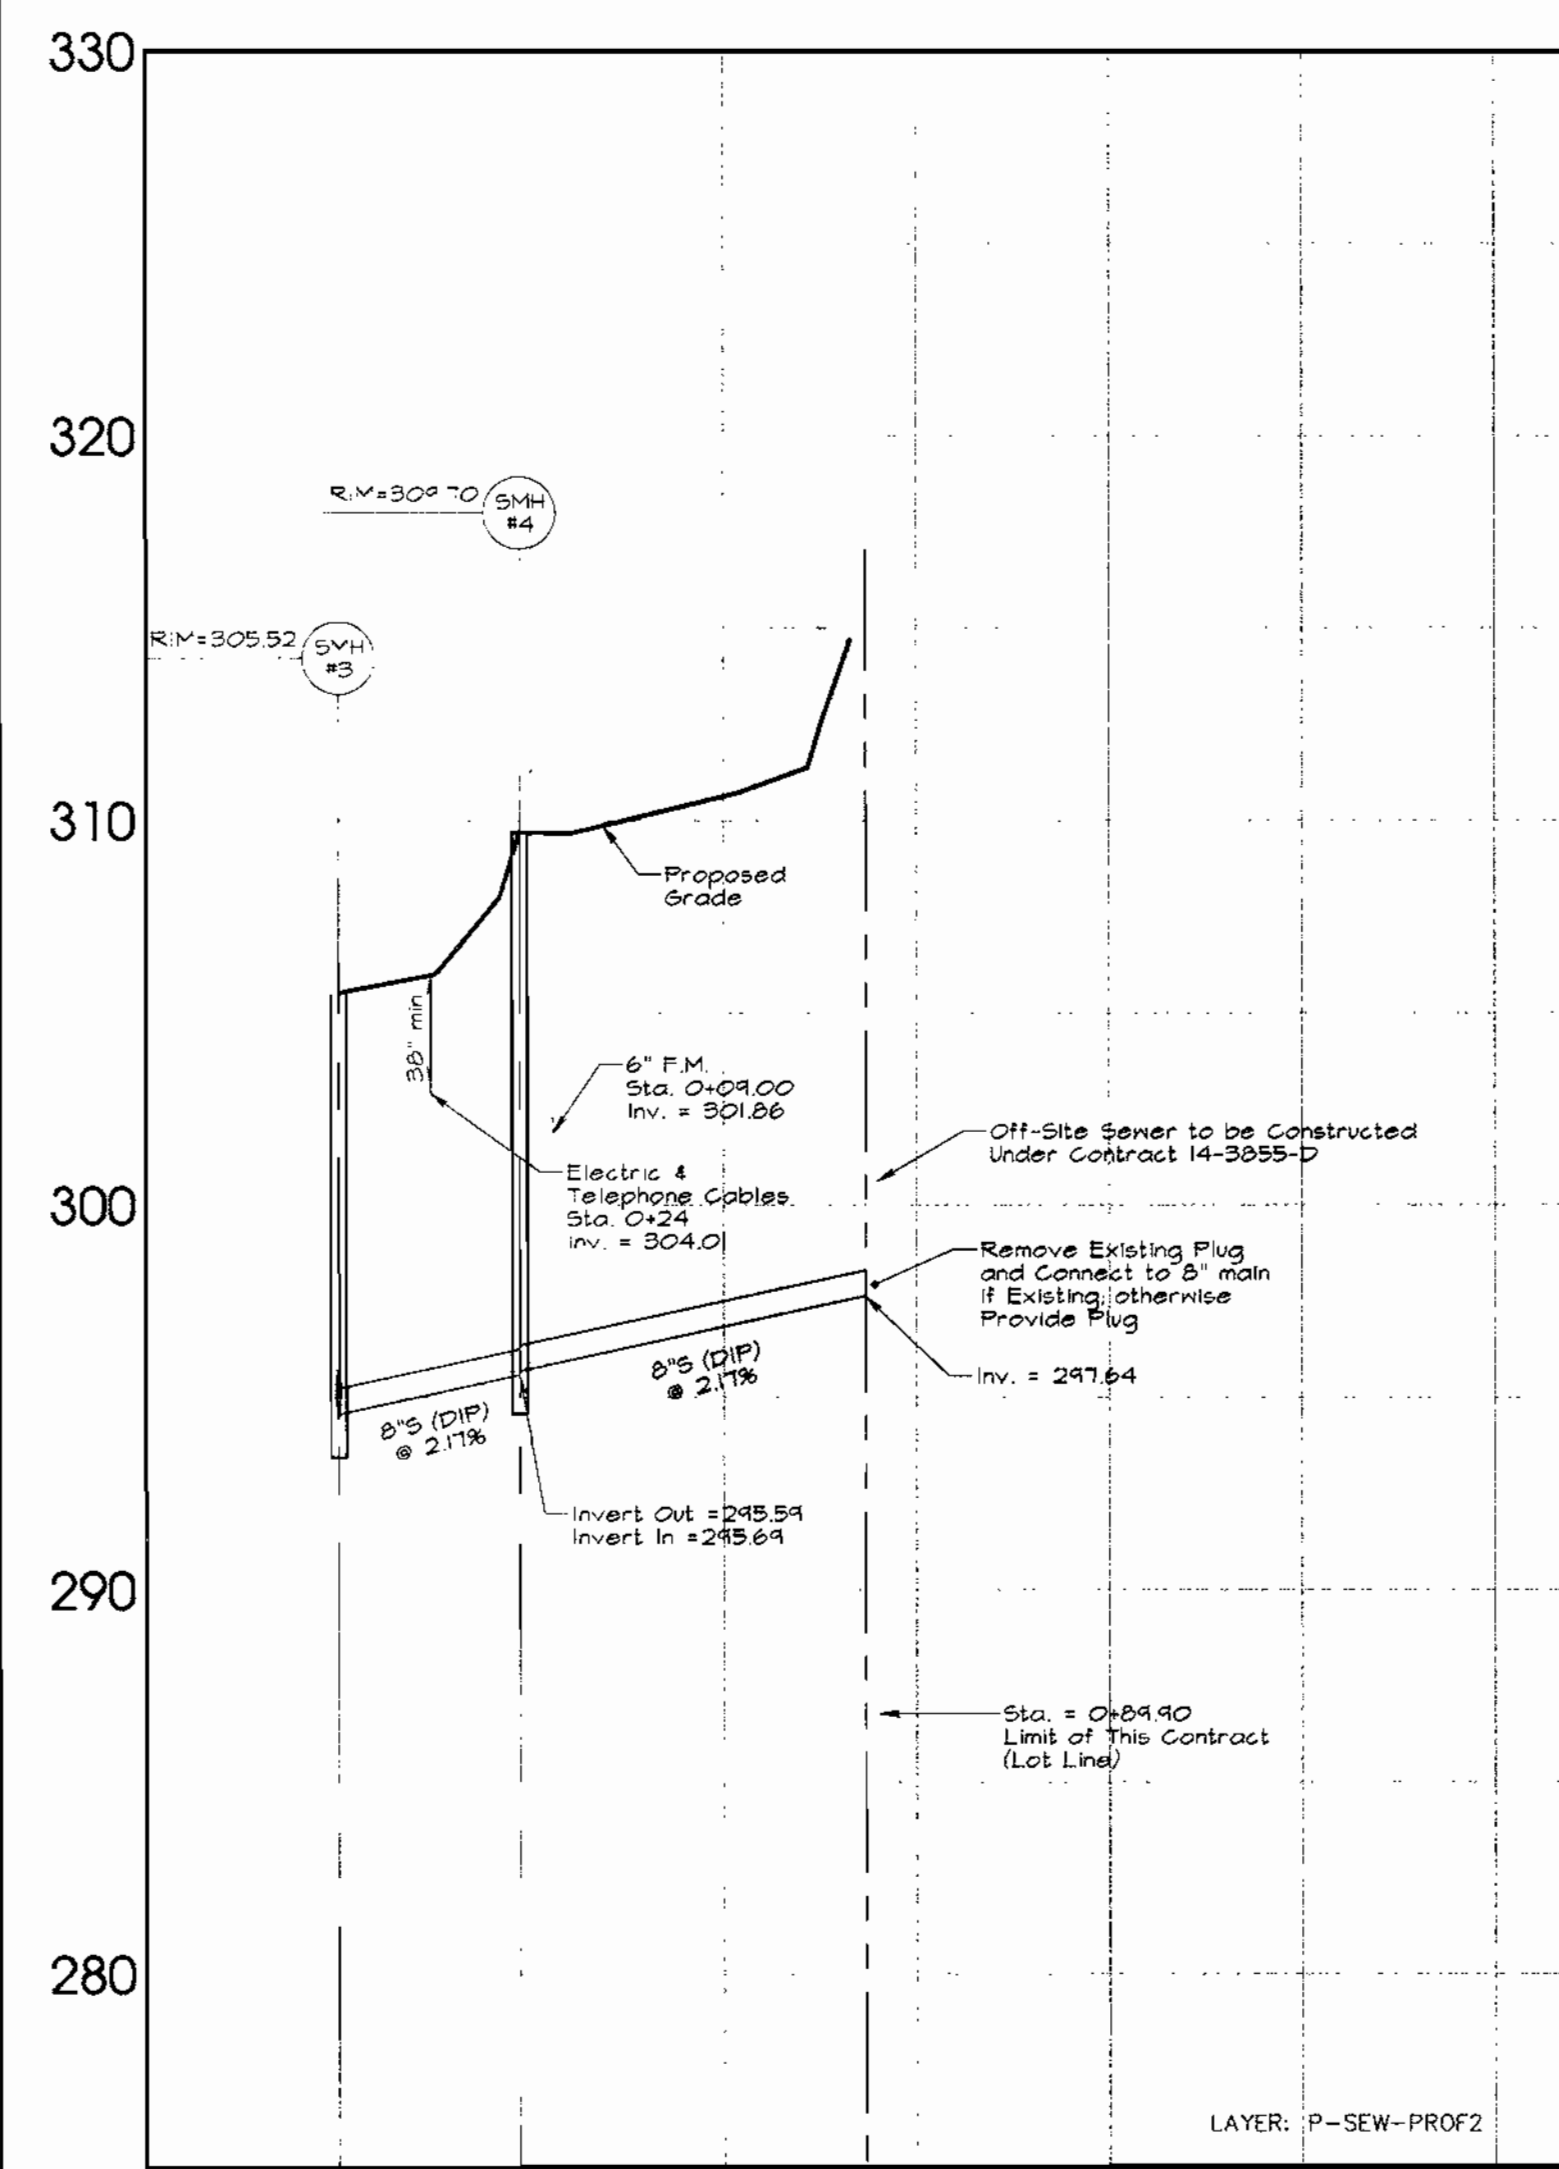 330
320
RIM=309.70
SMH
#4
RIM=305.52
SMH
#3
310
Proposed
Grade
38" min
6" F.M.
Sta. 0+09.00
Inv. = 301.86
Off-Site Sewer to be Constructed
Under Contract 14-3855-D
Electric &
Telephone Cables
Sta. 0+24
inv. = 304.01
300
Remove Existing Plug
and Connect to 8" main
if Existing; otherwise
Provide Plug
8"S (DIP)
@ 2.17%
Inv. = 297.64
8"S (DIP)
@ 2.17%
Invert Out =295.59
Invert In =295.69
290
Sta. = 0+89.90
Limit of This Contract
(Lot Line)
280
LAYER: P-SEW-PROF2